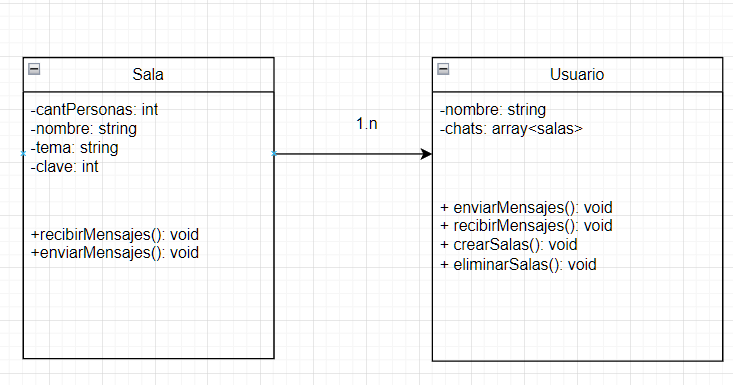 Sala
-cantPersonas: int
-nombre: string
-tema: string
-clave: int
+recibirMensajes(): void
+enviarMensajes(): void
1.n
Usuario
-nombre: string
-chats: array<salas>
+ enviarMensajes(): void
+ recibirMensajes(): void
+ crearSalas(): void
+ eliminarSalas(): void